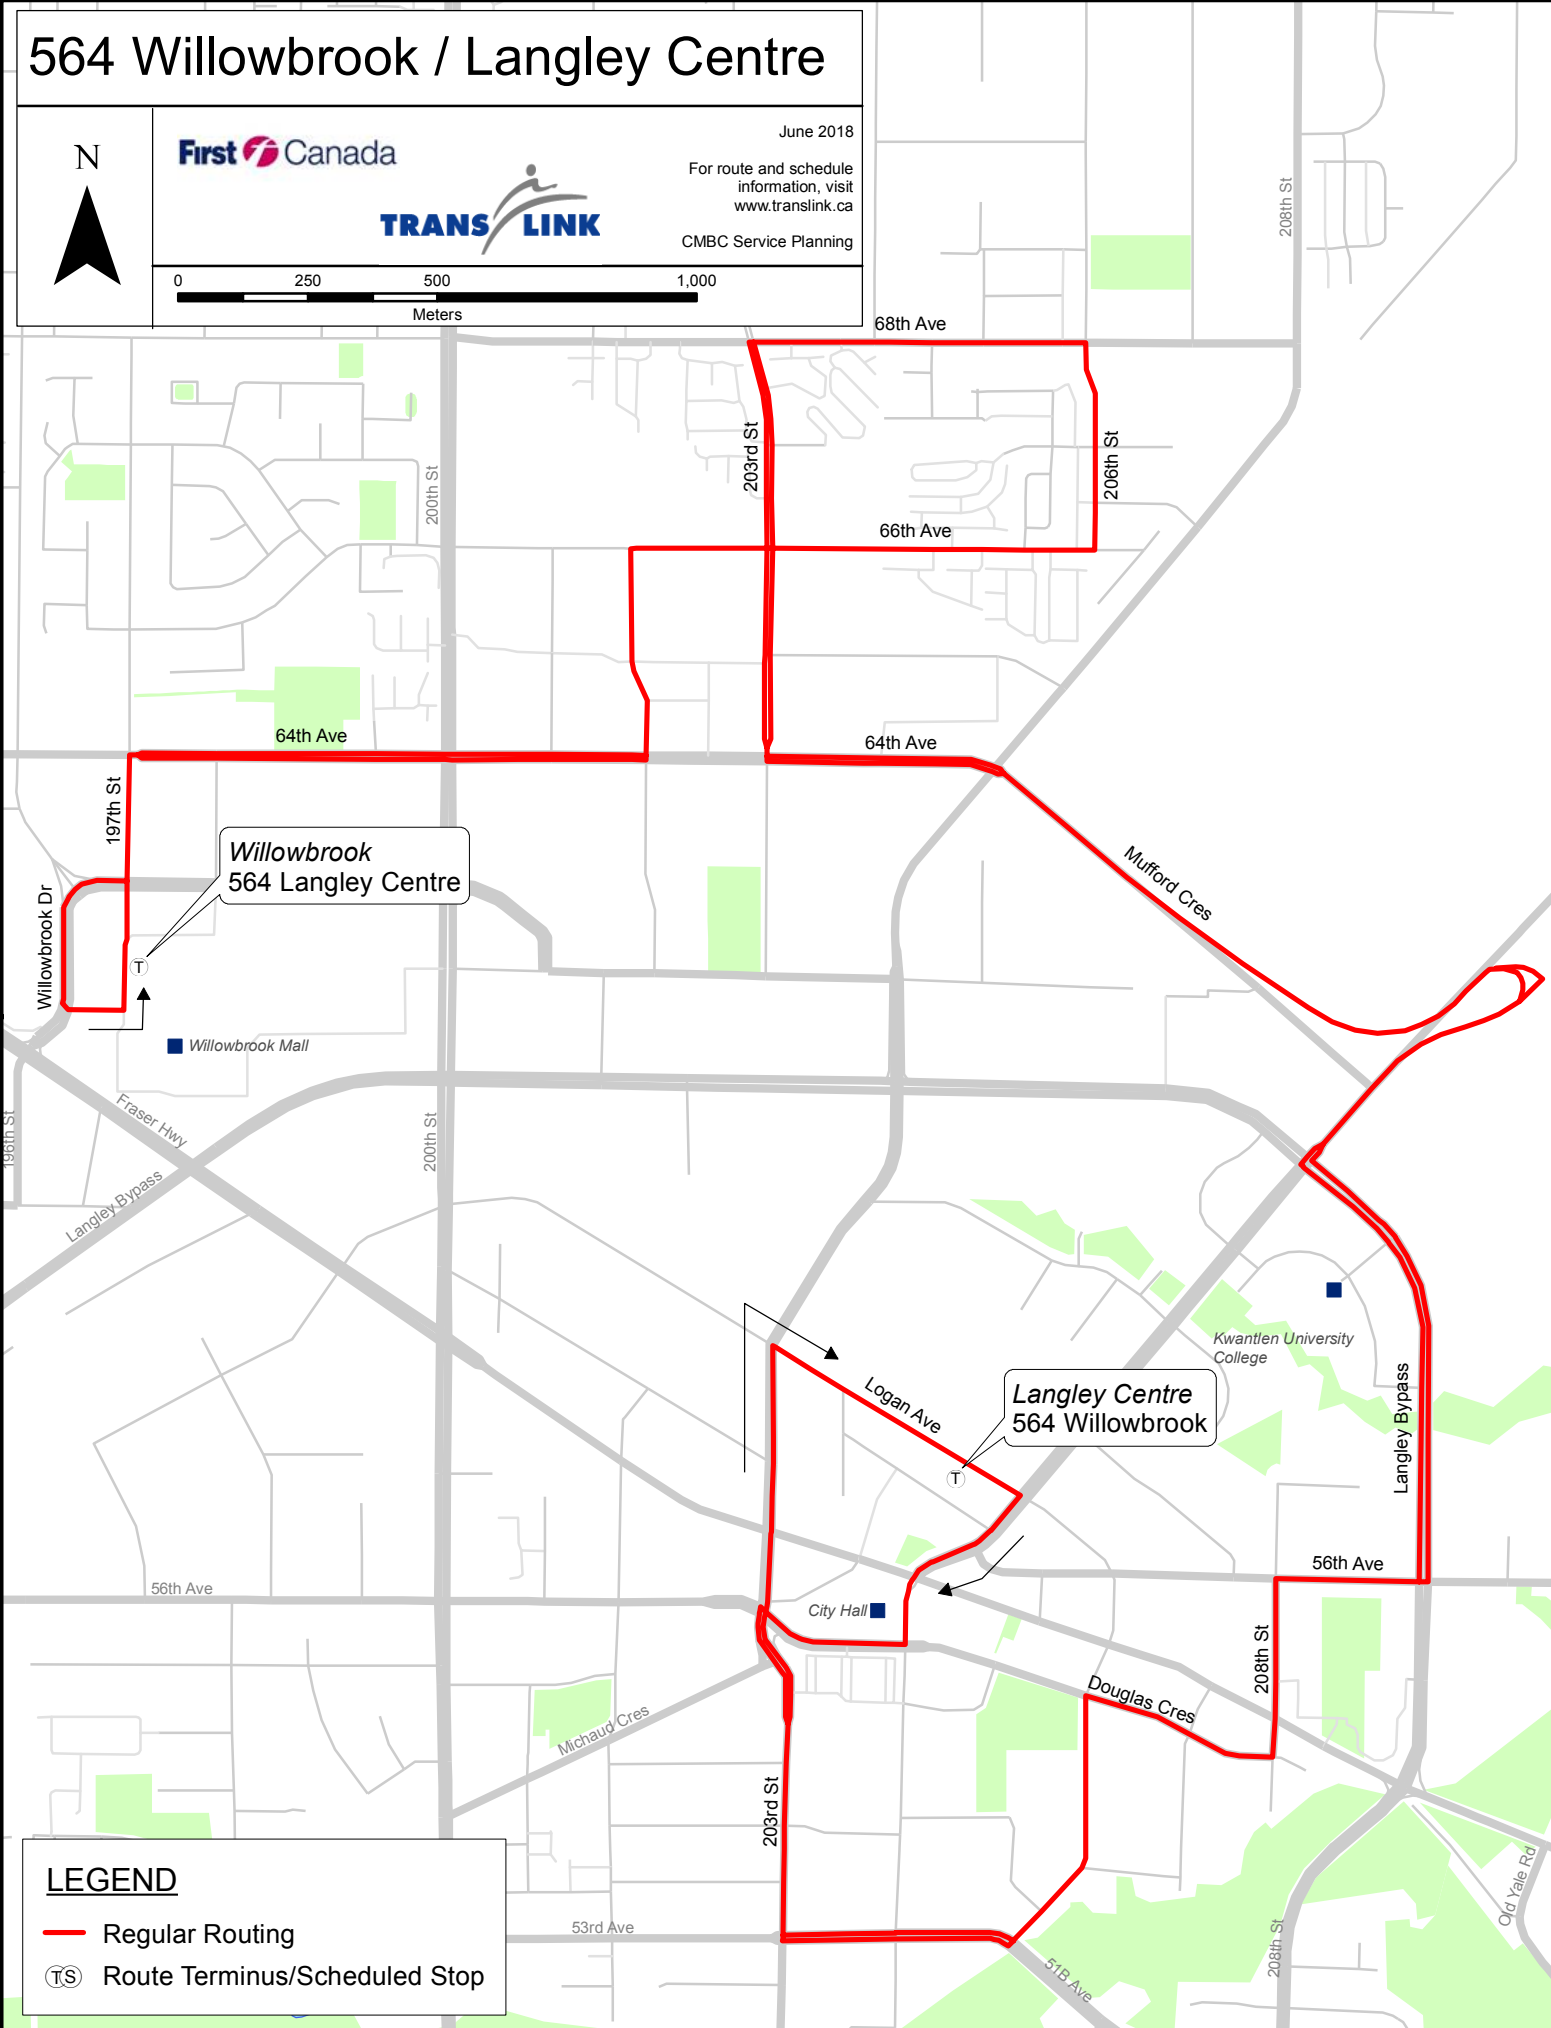 564 Willowbrook / Langley Centre
N
First Canada
TRANS LINK
June 2018
For route and schedule
information, visit
www.translink.ca
CMBC Service Planning
0 250 500 1,000
Meters
208th St
68th Ave
203rd St
206th St
200th St
66th Ave
64th Ave
64th Ave
197th St
Willowbrook
564 Langley Centre
Mufford Cres
Willowbrook Dr
Willowbrook Mall
196th St
Fraser Hwy
200th St
Langley Bypass
Kwantlen University
College
Logan Ave
Langley Centre
564 Willowbrook
Langley Bypass
T
T
56th Ave
56th Ave
City Hall
208th St
Douglas Cres
Michaud Cres
203rd St
Old Yale Rd
53rd Ave
208th St
51B Ave
LEGEND
Regular Routing
TS Route Terminus/Scheduled Stop